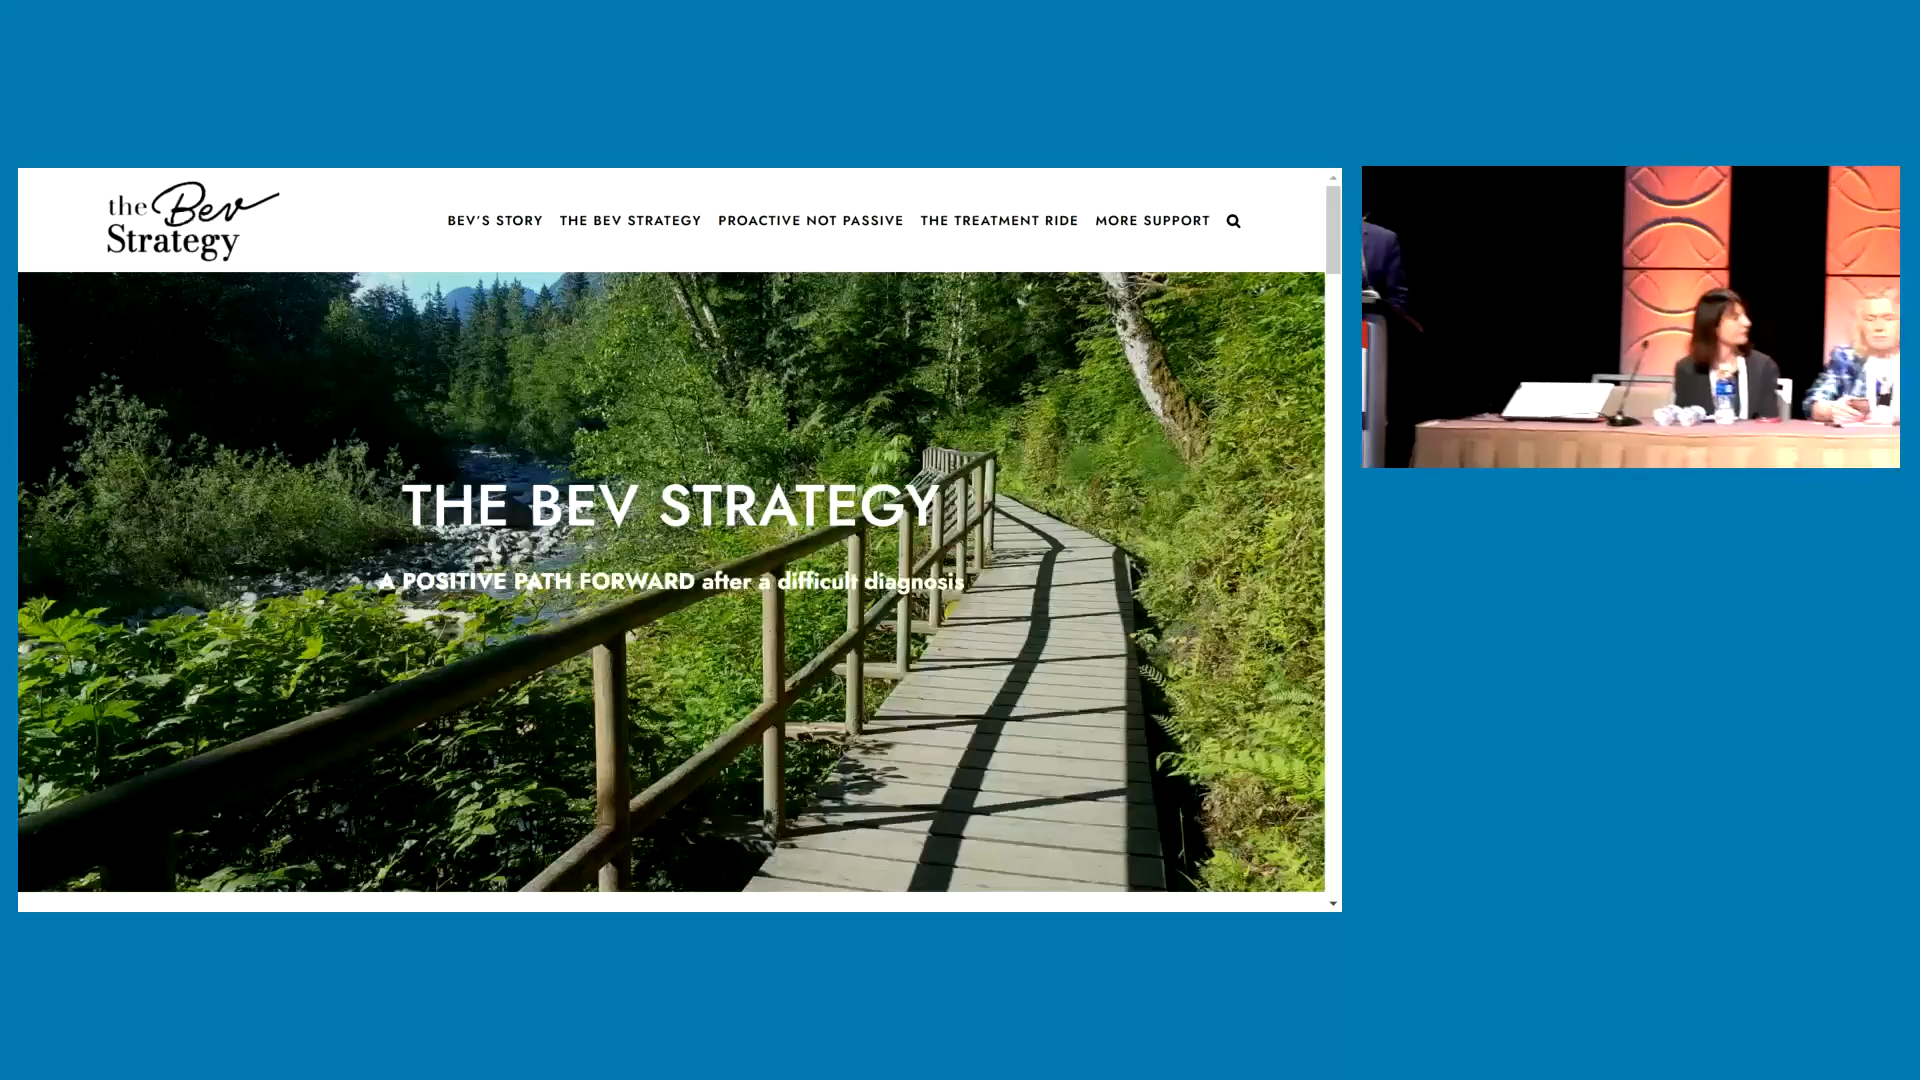 the Bev
Strategy
BEV'S STORY THE BEV STRATEGY PROACTIVE NOT PASSIVE THE TREATMENT RIDE MORE SUPPORT
THE BEV STRATEGY
A POSITIVE PATH FORWARD after a difficult diagnosis